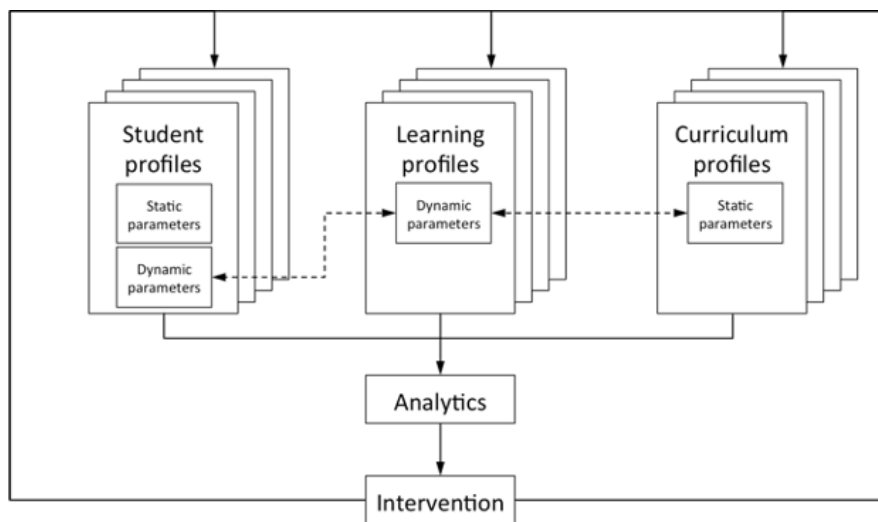 Student
profiles
Static
parameters
Dynamic
parameters
Learning
profiles
Dynamic
parameters
Curriculum
profiles
Static
parameters
Analytics
Intervention